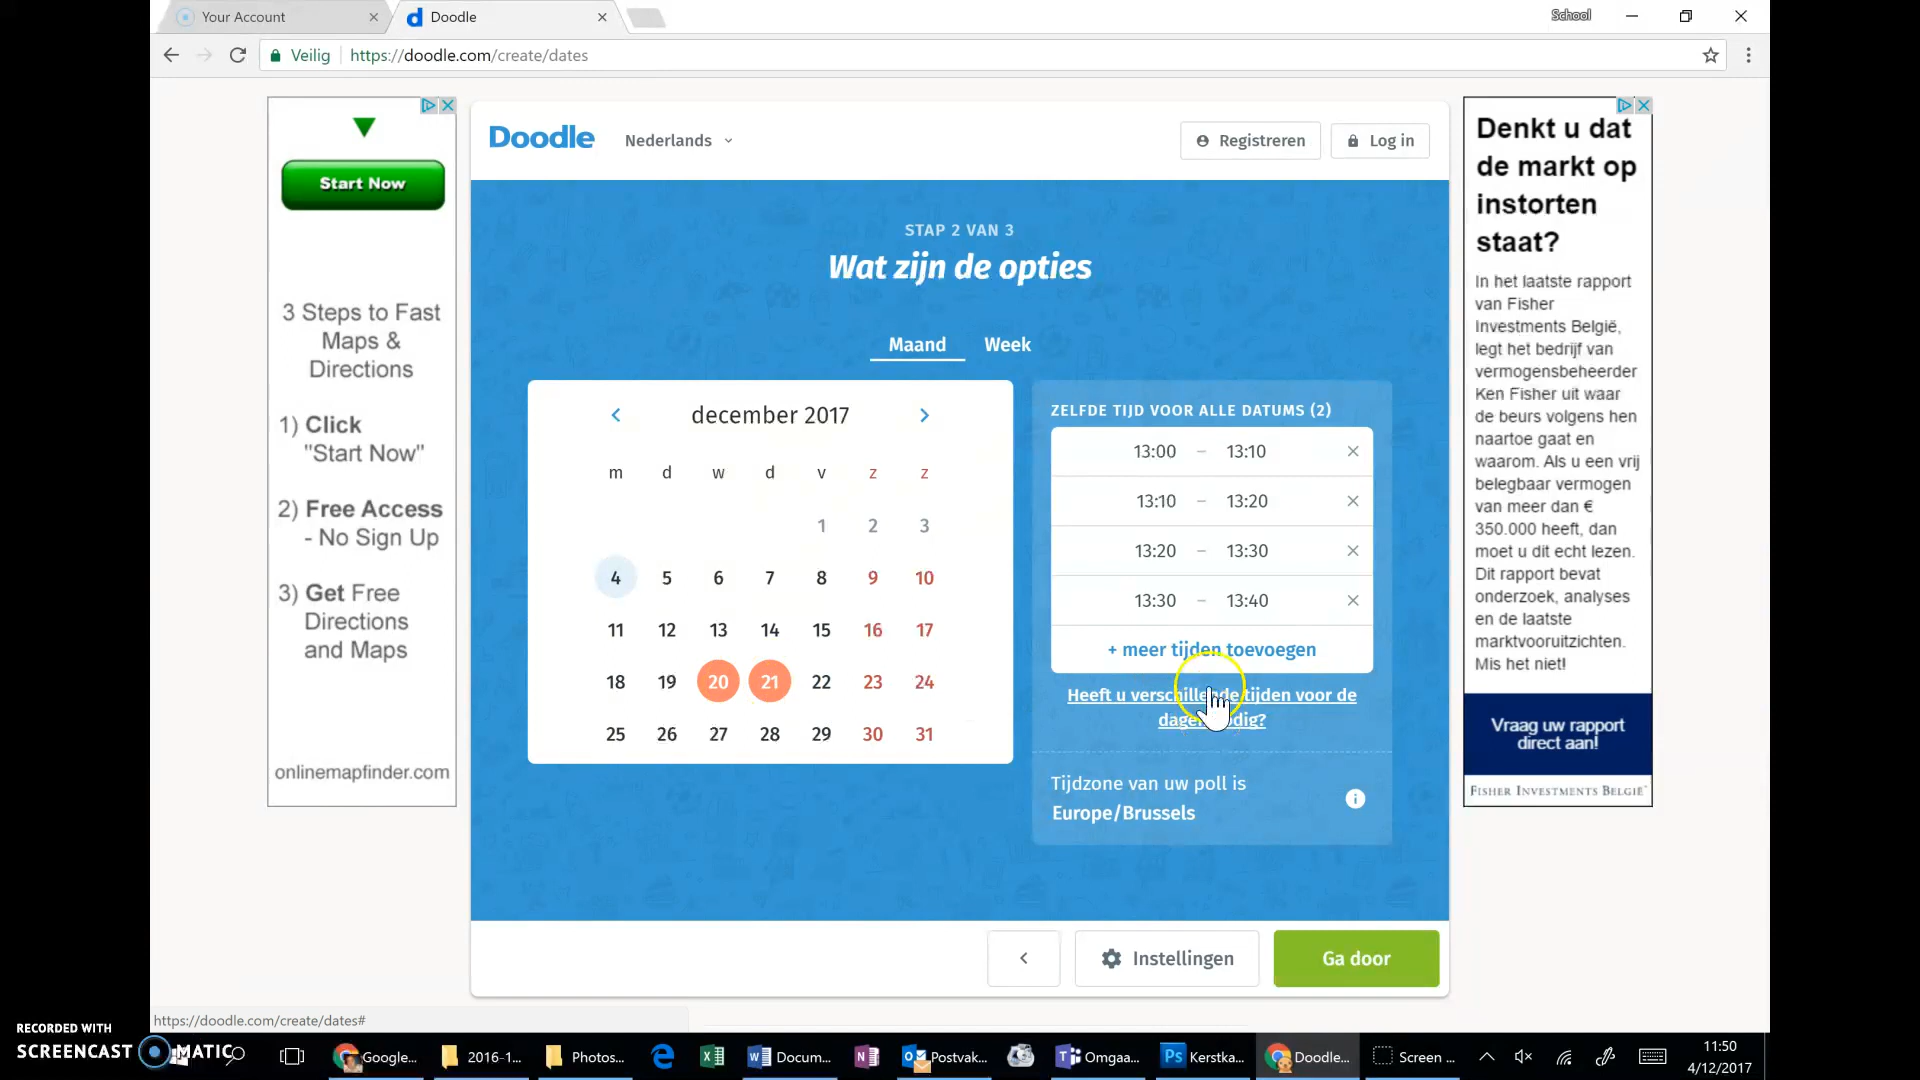 Your Account
Doodle
School
Veilig
https://doodle.com/create/dates
Start Now
3 Steps to Fast
Maps &
Directions
1) Click
"Start Now"
2) Free Access
- No Sign Up
3) Get Free
Directions
and Maps
onlinemapfinder.com
Doodle
Nederlands
Registreren
Log in
STAP 2 VAN 3
Wat zijn de opties
Maand
Week
december 2017
m d w d v z z
1 2 3
4 5 6 7 8 9 10
11 12 13 14 15 16 17
18 19 20 21 22 23 24
25 26 27 28 29 30 31
ZELFDE TIJD VOOR ALLE DATUMS (2)
13:00 – 13:10
13:10 – 13:20
13:20 – 13:30
13:30 – 13:40
+ meer tijden toevoegen
Heeft u verschillende tijden voor de
dagen nodig?
Tijdzone van uw poll is
Europe/Brussels
Instellingen
Ga door
Denkt u dat
de markt op
instorten
staat?
In het laatste rapport
van Fisher
Investments België,
legt het bedrijf van
vermogensbeheerder
Ken Fisher uit waar
de beurs volgens hen
naartoe gaat en
waarom. Als u een vrij
belegbaar vermogen
van meer dan €
350.000 heeft, dan
moet u dit echt lezen.
Dit rapport bevat
onderzoek, analyses
en de laatste
marktvooruitzichten.
Mis het niet!
Vraag uw rapport
direct aan!
FISHER INVESTMENTS BELGIË
https://doodle.com/create/dates#
RECORDED WITH
SCREENCAST MATIC
Google...
2016-1...
Photos...
Docum...
Postvak...
Omgaa...
Kerstka...
Doodle...
Screen ...
11:50
4/12/2017